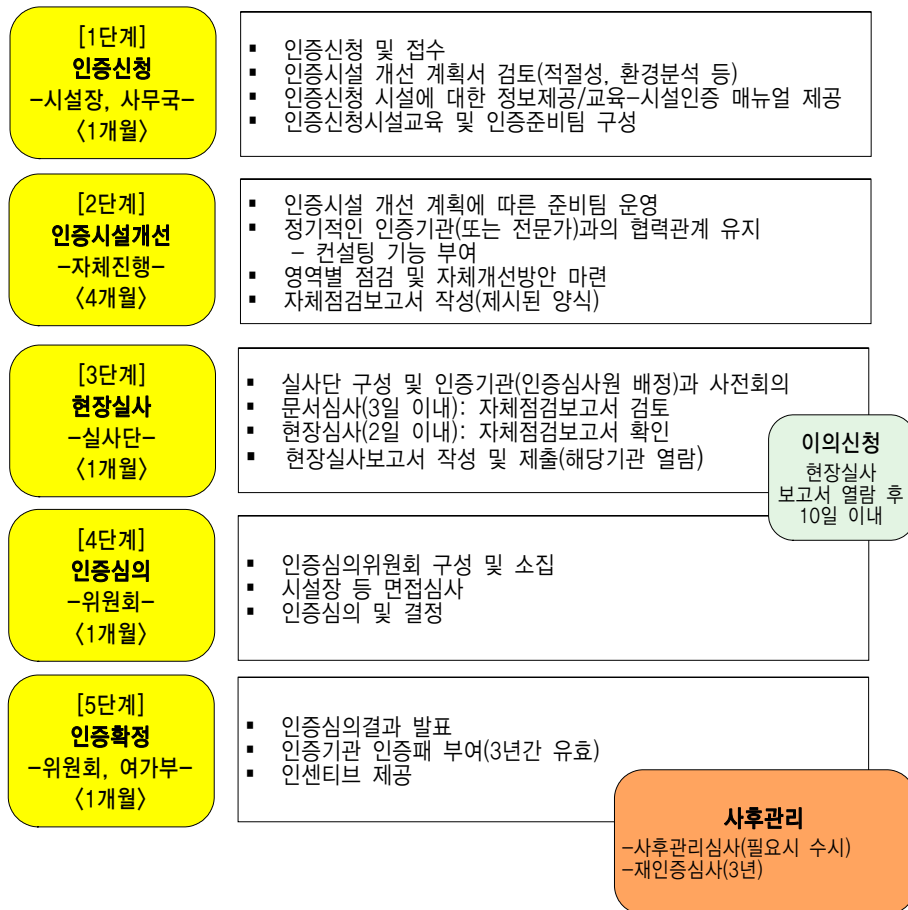 [1단계]
인증신청
-시설장, 사무국-
〈1개월〉
▪ 인증신청 및 접수
▪ 인증시설 개선 계획서 검토(적절성, 환경분석 등)
▪ 인증신청 시설에 대한 정보제공/교육-시설인증 매뉴얼 제공
▪ 인증신청시설교육 및 인증준비팀 구성
[2단계]
인증시설개선
-자체진행-
〈4개월〉
▪ 인증시설 개선 계획에 따른 준비팀 운영
▪ 정기적인 인증기관(또는 전문가)과의 협력관계 유지
- 컨설팅 기능 부여
▪ 영역별 점검 및 자체개선방안 마련
▪ 자체점검보고서 작성(제시된 양식)
[3단계]
현장실사
-실사단-
〈1개월〉
▪ 실사단 구성 및 인증기관(인증심사원 배정)과 사전회의
▪ 문서심사(3일 이내): 자체점검보고서 검토
▪ 현장심사(2일 이내): 자체점검보고서 확인
▪ 현장실사보고서 작성 및 제출(해당기관 열람)
이의신청
현장실사
보고서 열람 후
10일 이내
[4단계]
인증심의
-위원회-
〈1개월〉
▪ 인증심의위원회 구성 및 소집
▪ 시설장 등 면접심사
▪ 인증심의 및 결정
[5단계]
인증확정
-위원회, 여가부-
〈1개월〉
▪ 인증심의결과 발표
▪ 인증기관 인증패 부여(3년간 유효)
▪ 인센티브 제공
사후관리
-사후관리심사(필요시 수시)
-재인증심사(3년)